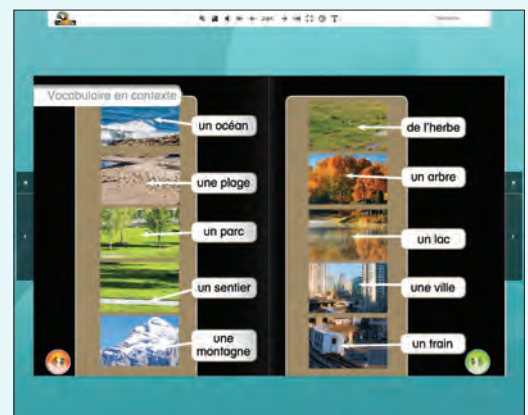 Vocabulaire en contexte
un océan
une plage
un parc
un sentier
une
montagne
de l'herbe
un arbre
un lac
une ville
un train